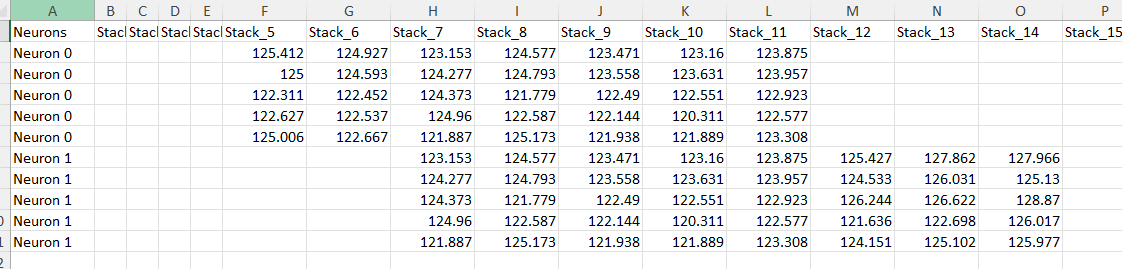 A B C D E F G H I J K L M N O P
Neurons Stac Stac Stac Stac Stack_5 Stack_6 Stack_7 Stack_8 Stack_9 Stack_10 Stack_11 Stack_12 Stack_13 Stack_14 Stack_15
Neuron 0 125.412 124.927 123.153 124.577 123.471 123.16 123.875
Neuron 0 125 124.593 124.277 124.793 123.558 123.631 123.957
Neuron 0 122.311 122.452 124.373 121.779 122.49 122.551 122.923
Neuron 0 122.627 122.537 124.96 122.587 122.144 120.311 122.577
Neuron 0 125.006 122.667 121.887 125.173 121.938 121.889 123.308
Neuron 1 123.153 124.577 123.471 123.16 123.875 125.427 127.862 127.966
Neuron 1 124.277 124.793 123.558 123.631 123.957 124.533 126.031 125.13
Neuron 1 124.373 121.779 122.49 122.551 122.923 126.244 126.622 128.87
0 Neuron 1 124.96 122.587 122.144 120.311 122.577 121.636 122.698 126.017
1 Neuron 1 121.887 125.173 121.938 121.889 123.308 124.151 125.102 125.977
2